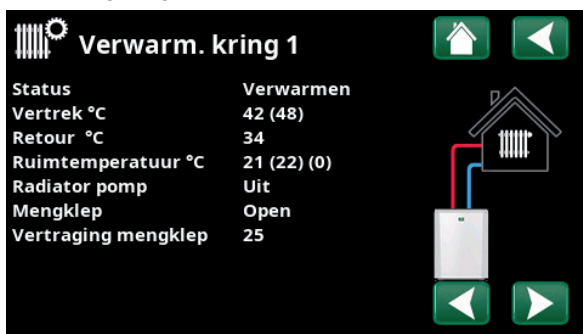 Verwarm. kring 1
Status Verwarmen
Vertrek °C 42 (48)
Retour °C 34
Ruimtemperatuur °C 21 (22) (0)
Radiator pomp Uit
Mengklep Open
Vertraging mengklep 25